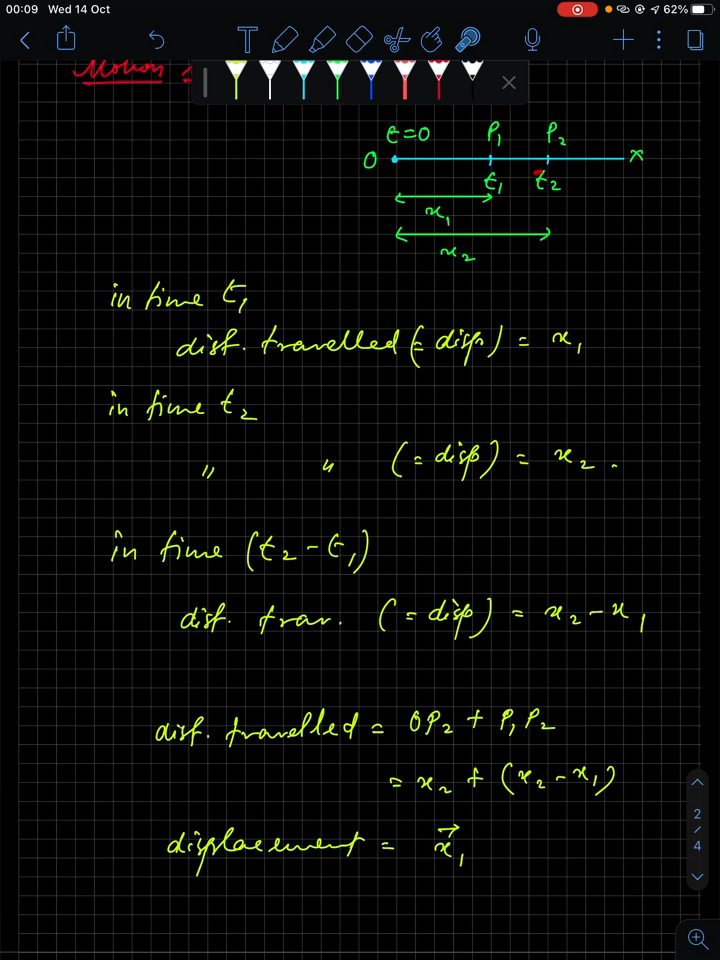 00:09 Wed 14 Oct 62%
T
Motion
t=0 P₁ P₂
O x
t₁ t₂
x₁
x₂
in time t₁
dist. travelled (= disp) = x₁
in time t₂
" " (= disp) = x₂.
in time (t₂ - t₁)
dist. trav. (= disp) = x₂ - x₁
dist. travelled = OP₂ + P₁P₂
= x₂ + (x₂ - x₁)
displacement = x⃗₁
2
/
4